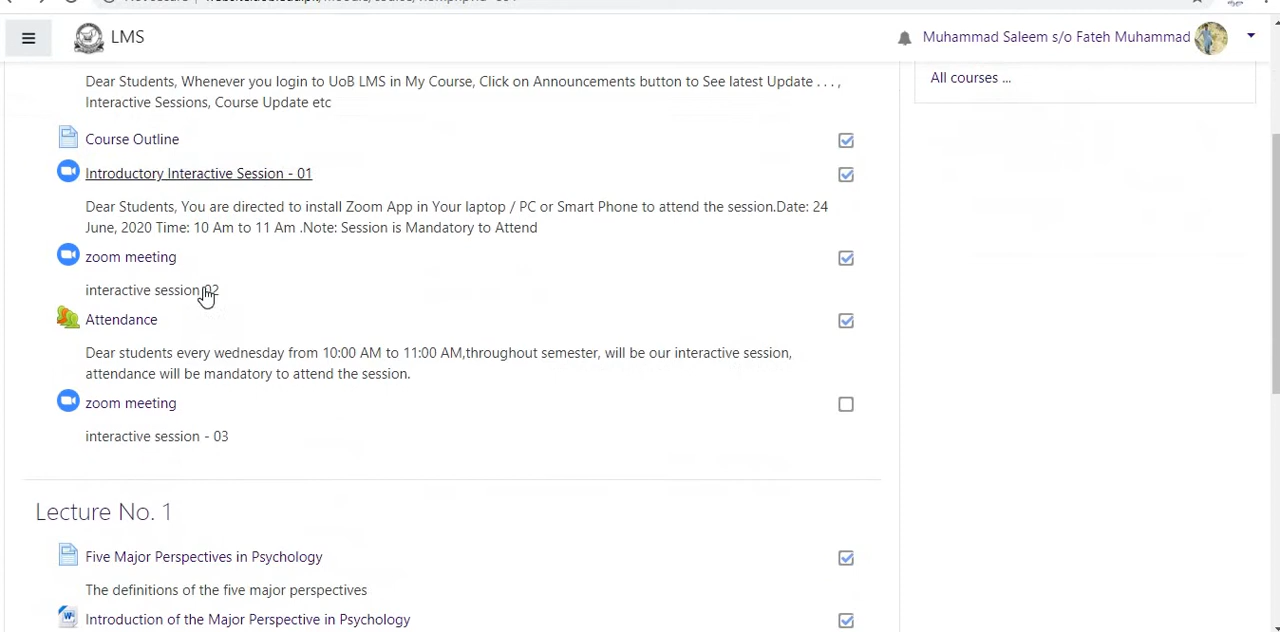 LMS
Muhammad Saleem s/o Fateh Muhammad
Dear Students, Whenever you login to UoB LMS in My Course, Click on Announcements button to See latest Update . . . ,
Interactive Sessions, Course Update etc
All courses ...
Course Outline
Introductory Interactive Session - 01
Dear Students, You are directed to install Zoom App in Your laptop / PC or Smart Phone to attend the session.Date: 24
June, 2020 Time: 10 Am to 11 Am .Note: Session is Mandatory to Attend
zoom meeting
interactive session 02
Attendance
Dear students every wednesday from 10:00 AM to 11:00 AM,throughout semester, will be our interactive session,
attendance will be mandatory to attend the session.
zoom meeting
interactive session - 03
Lecture No. 1
Five Major Perspectives in Psychology
The definitions of the five major perspectives
Introduction of the Major Perspective in Psychology